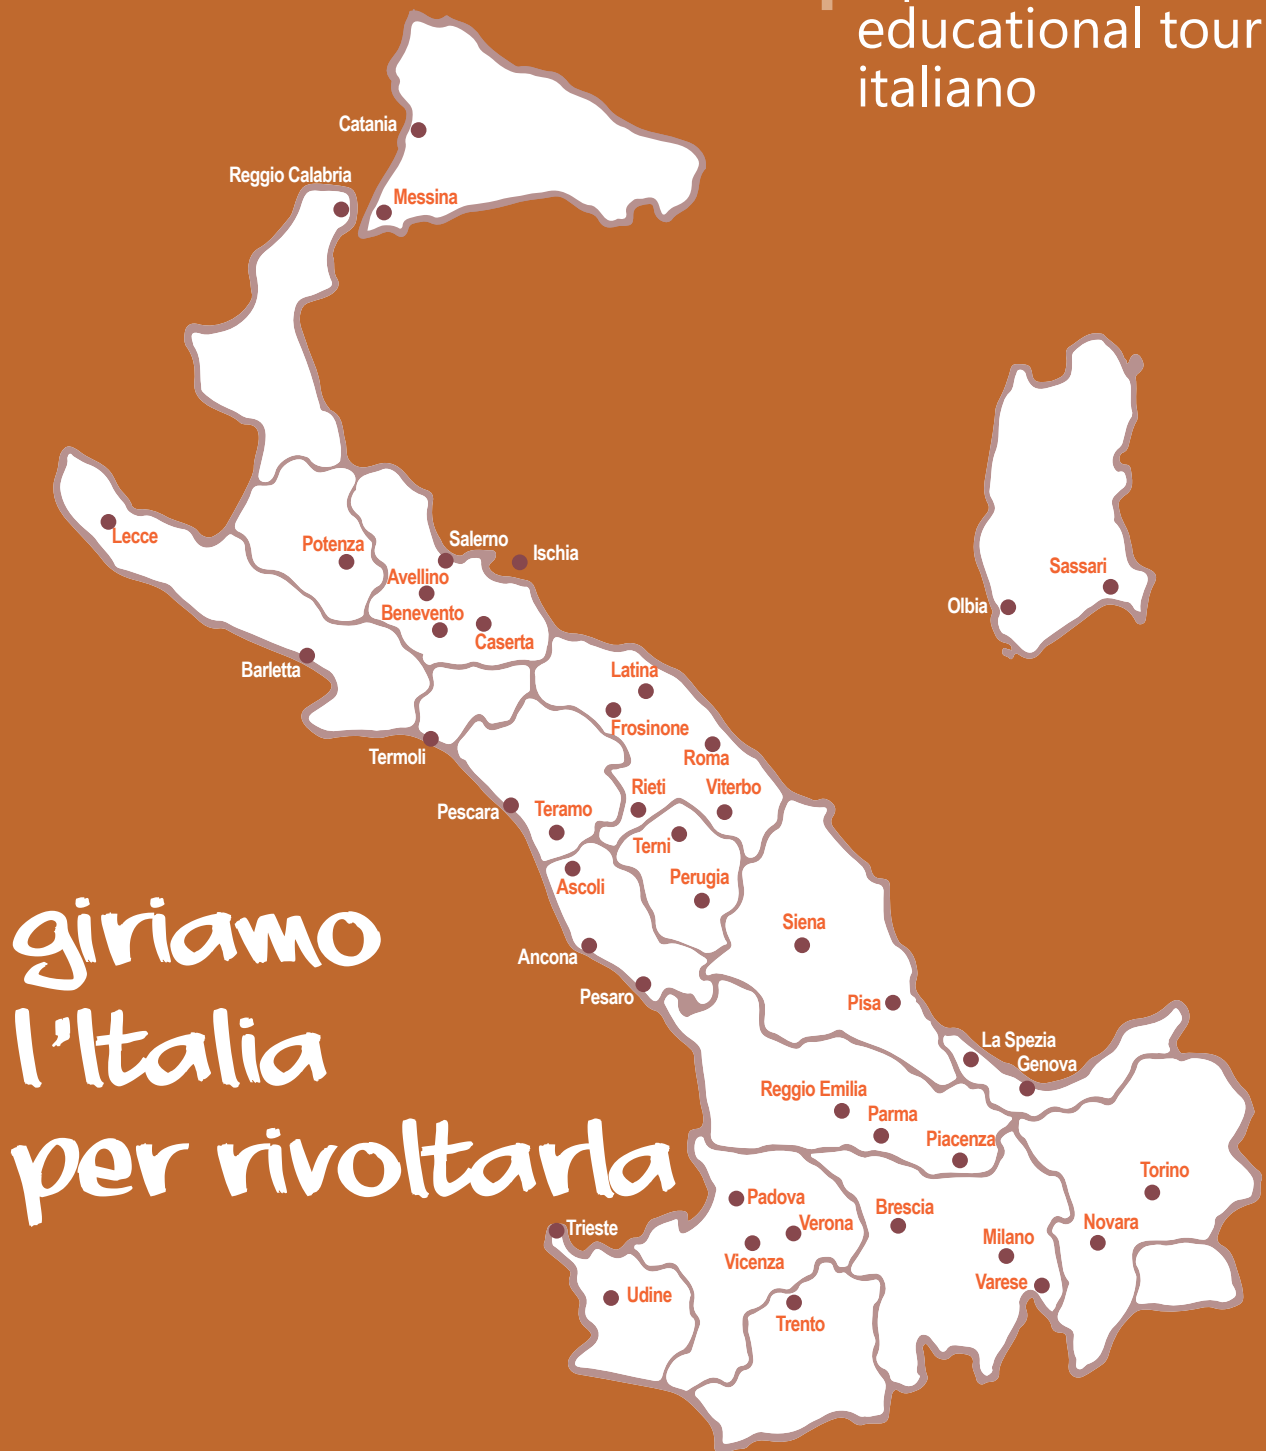 educational tour
italiano
Catania
Reggio Calabria
Messina
Lecce
Potenza
Salerno
Ischia
Avellino
Benevento
Caserta
Sassari
Olbia
Barletta
Latina
Frosinone
Termoli
Roma
Rieti
Viterbo
Pescara
Teramo
Terni
Perugia
Ascoli
Siena
Ancona
Pesaro
Pisa
La Spezia
Genova
Reggio Emilia
Parma
Piacenza
Torino
Padova
Brescia
Novara
Trieste
Verona
Milano
Vicenza
Varese
Udine
Trento
giriamo
l'Italia
per rivoltarla